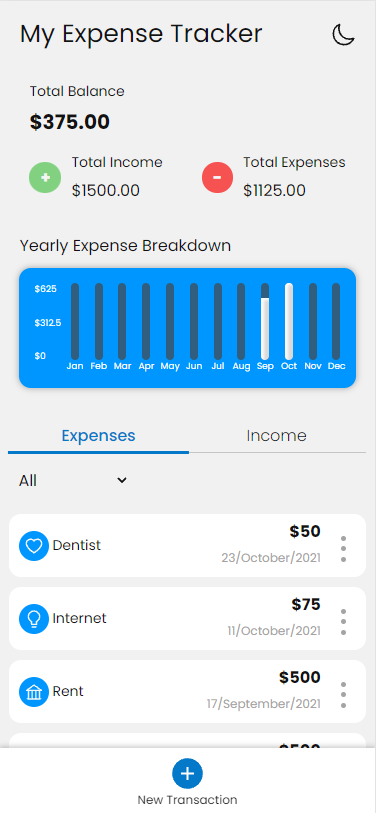 My Expense Tracker
Total Balance
$375.00
Total Income
$1500.00
Total Expenses
$1125.00
Yearly Expense Breakdown
$625
$312.5
$0
Jan Feb Mar Apr May Jun Jul Aug Sep Oct Nov Dec
Expenses Income
All
Dentist
$50
23/October/2021
Internet
$75
11/October/2021
Rent
$500
17/September/2021
New Transaction